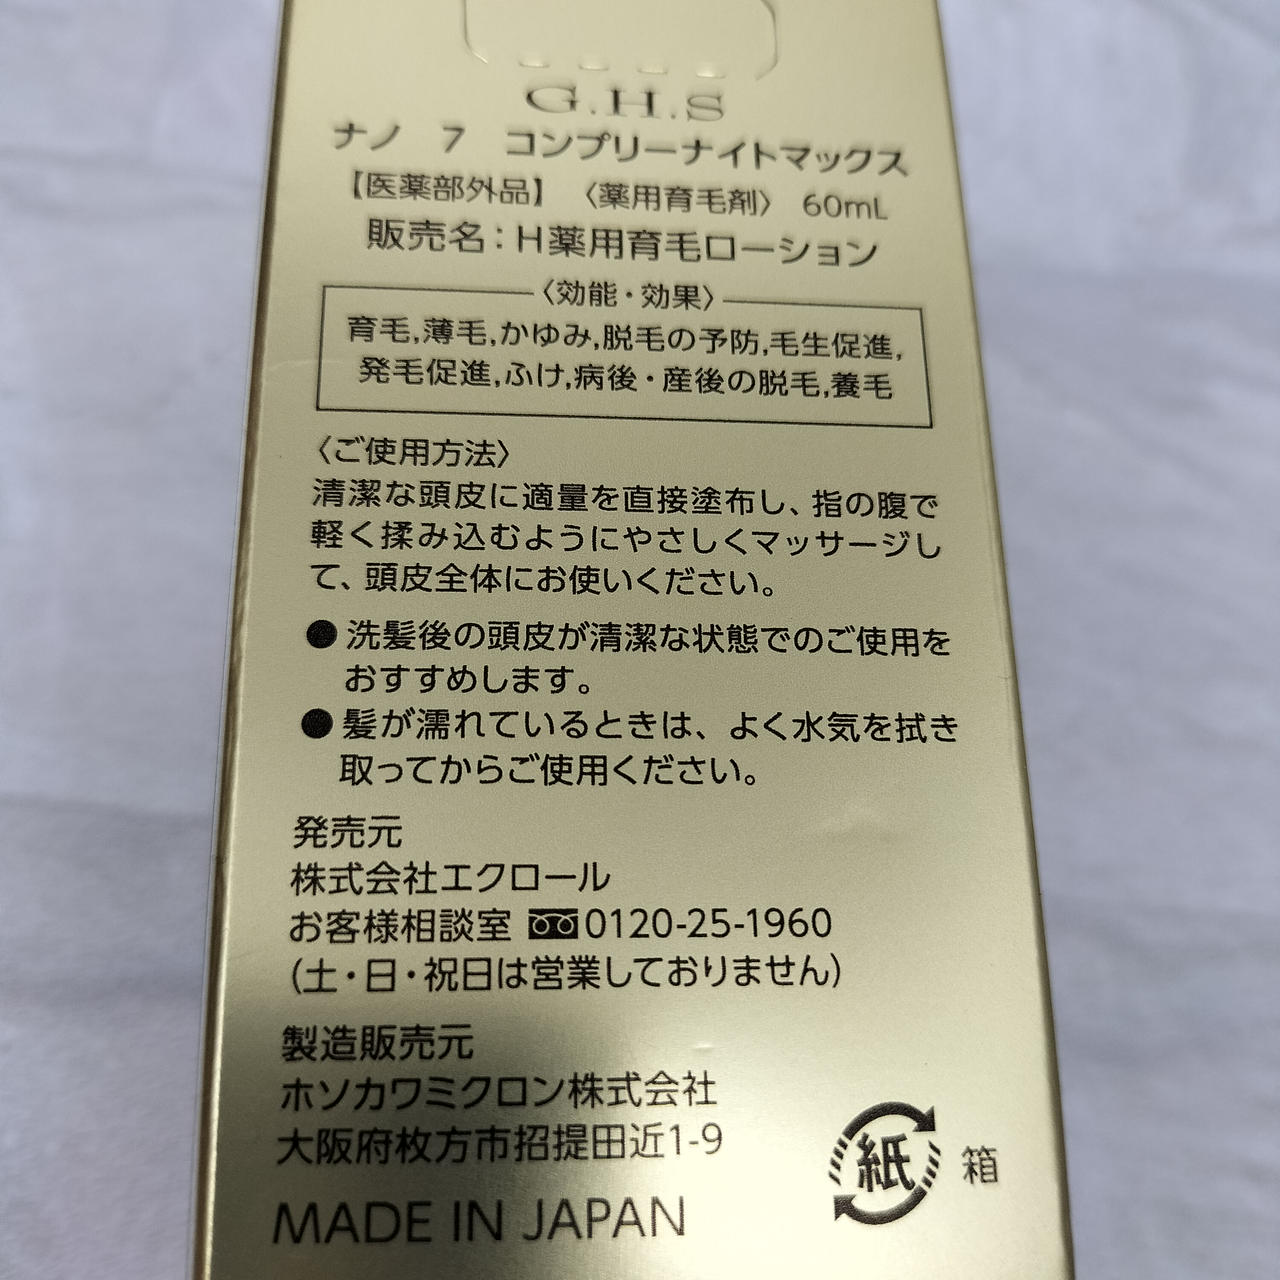 G.H.S
ナノ 7 コンプリーナイトマックス
【医薬部外品】 〈薬用育毛剤〉 60mL
販売名：H薬用育毛ローション
〈効能・効果〉
育毛,薄毛,かゆみ,脱毛の予防,毛生促進,
発毛促進,ふけ,病後・産後の脱毛,養毛
〈ご使用方法〉
清潔な頭皮に適量を直接塗布し、指の腹で
軽く揉み込むようにやさしくマッサージし
て、頭皮全体にお使いください。
●洗髪後の頭皮が清潔な状態でのご使用を
おすすめします。
●髪が濡れているときは、よく水気を拭き
取ってからご使用ください。
発売元
株式会社エクロール
お客様相談室 0120-25-1960
(土・日・祝日は営業しておりません)
製造販売元
ホソカワミクロン株式会社
大阪府枚方市招提田近1-9
MADE IN JAPAN
紙 箱